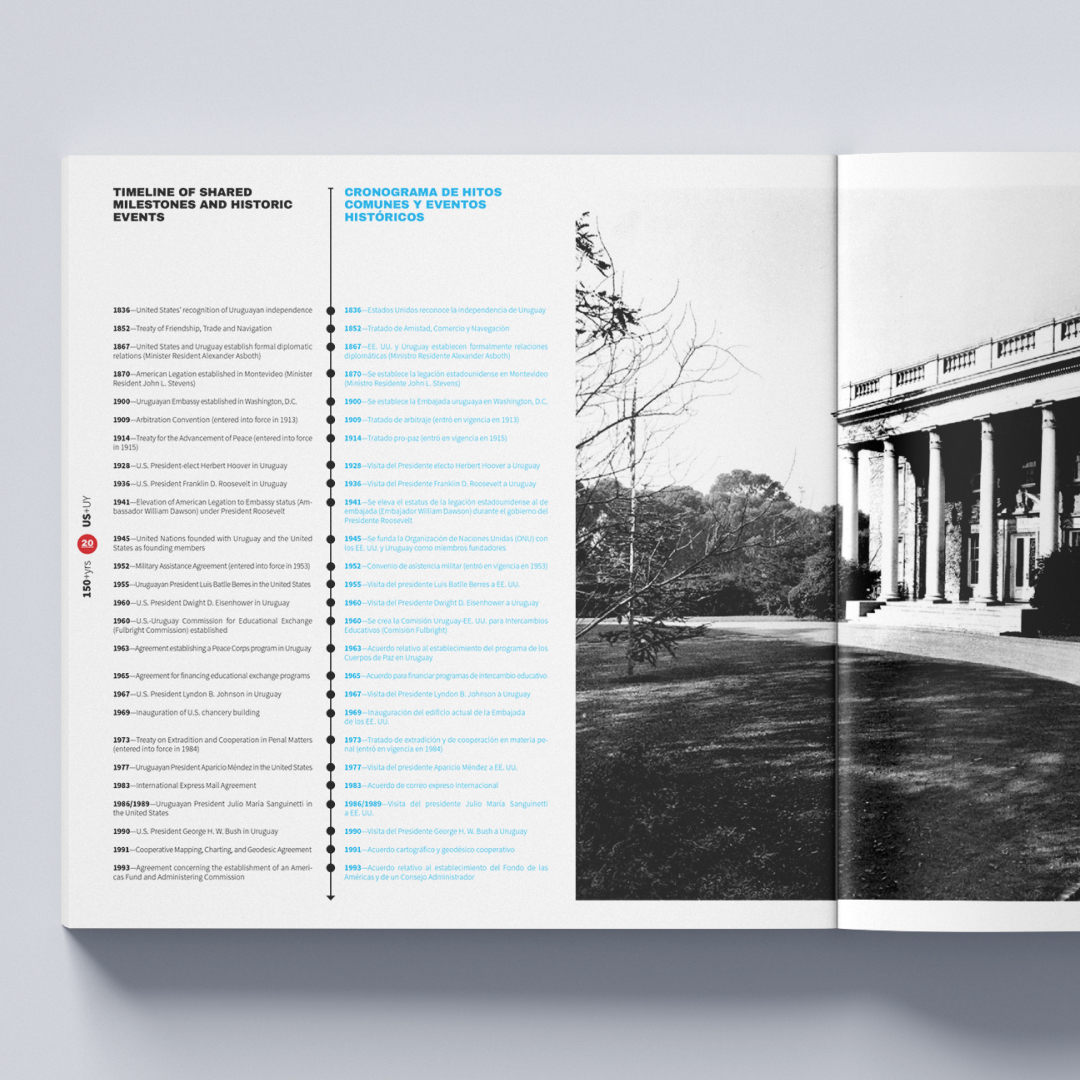 TIMELINE OF SHARED
MILESTONES AND HISTORIC
EVENTS
1836—United States' recognition of Uruguayan independence
1852—Treaty of Friendship, Trade and Navigation
1867—United States and Uruguay establish formal diplomatic
relations (Minister Resident Alexander Asboth)
1870—American Legation established in Montevideo (Minister
Resident John L. Stevens)
1900—Uruguayan Embassy established in Washington, D.C.
1909—Arbitration Convention (entered into force in 1913)
1914—Treaty for the Advancement of Peace (entered into force
in 1915)
1928—U.S. President-elect Herbert Hoover in Uruguay
1936—U.S. President Franklin D. Roosevelt in Uruguay
1941—Elevation of American Legation to Embassy status (Am-
bassador William Dawson) under President Roosevelt
1945—United Nations founded with Uruguay and the United
States as founding members
1952—Military Assistance Agreement (entered into force in 1953)
1955—Uruguayan President Luis Batlle Berres in the United States
1960—U.S. President Dwight D. Eisenhower in Uruguay
1960—U.S.-Uruguay Commission for Educational Exchange
(Fulbright Commission) established
1963—Agreement establishing a Peace Corps program in Uruguay
1965—Agreement for financing educational exchange programs
1967—U.S. President Lyndon B. Johnson in Uruguay
1969—Inauguration of U.S. chancery building
1973—Treaty on Extradition and Cooperation in Penal Matters
(entered into force in 1984)
1977—Uruguayan President Aparicio Méndez in the United States
1983—International Express Mail Agreement
1986/1989—Uruguayan President Julio María Sanguinetti in
the United States
1990—U.S. President George H. W. Bush in Uruguay
1991—Cooperative Mapping, Charting, and Geodesic Agreement
1993—Agreement concerning the establishment of an Ameri-
cas Fund and Administering Commission
CRONOGRAMA DE HITOS
COMUNES Y EVENTOS
HISTÓRICOS
1836—Estados Unidos reconoce la independencia de Uruguay
1852—Tratado de Amistad, Comercio y Navegación
1867—EE. UU. y Uruguay establecen formalmente relaciones
diplomáticas (Ministro Residente Alexander Asboth)
1870—Se establece la legación estadounidense en Montevideo
(Ministro Residente John L. Stevens)
1900—Se establece la Embajada uruguaya en Washington, D.C.
1909—Tratado de arbitraje (entró en vigencia en 1913)
1914—Tratado pro-paz (entró en vigencia en 1915)
1928—Visita del Presidente electo Herbert Hoover a Uruguay
1936—Visita del Presidente Franklin D. Roosevelt a Uruguay
1941—Se eleva el estatus de la legación estadounidense al de
embajada (Embajador William Dawson) durante el gobierno del
Presidente Roosevelt
1945—Se funda la Organización de Naciones Unidas (ONU) con
los EE. UU. y Uruguay como miembros fundadores
1952—Convenio de asistencia militar (entró en vigencia en 1953)
1955—Visita del presidente Luis Batlle Berres a EE. UU.
1960—Visita del Presidente Dwight D. Eisenhower a Uruguay
1960—Se crea la Comisión Uruguay-EE. UU. para Intercambios
Educativos (Comisión Fulbright)
1963—Acuerdo relativo al establecimiento del programa de los
Cuerpos de Paz en Uruguay
1965—Acuerdo para financiar programas de intercambio educativo
1967—Visita del Presidente Lyndon B. Johnson a Uruguay
1969—Inauguración del edificio actual de la Embajada
de los EE. UU.
1973—Tratado de extradición y de cooperación en materia pe-
nal (entró en vigencia en 1984)
1977—Visita del presidente Aparicio Méndez a EE. UU.
1983—Acuerdo de correo expreso internacional
1986/1989—Visita del presidente Julio María Sanguinetti
a EE. UU.
1990—Visita del Presidente George H. W. Bush a Uruguay
1991—Acuerdo cartográfico y geodésico cooperativo
1993—Acuerdo relativo al establecimiento del Fondo de las
Américas y de un Consejo Administrador
150+yrs 20 US+UY